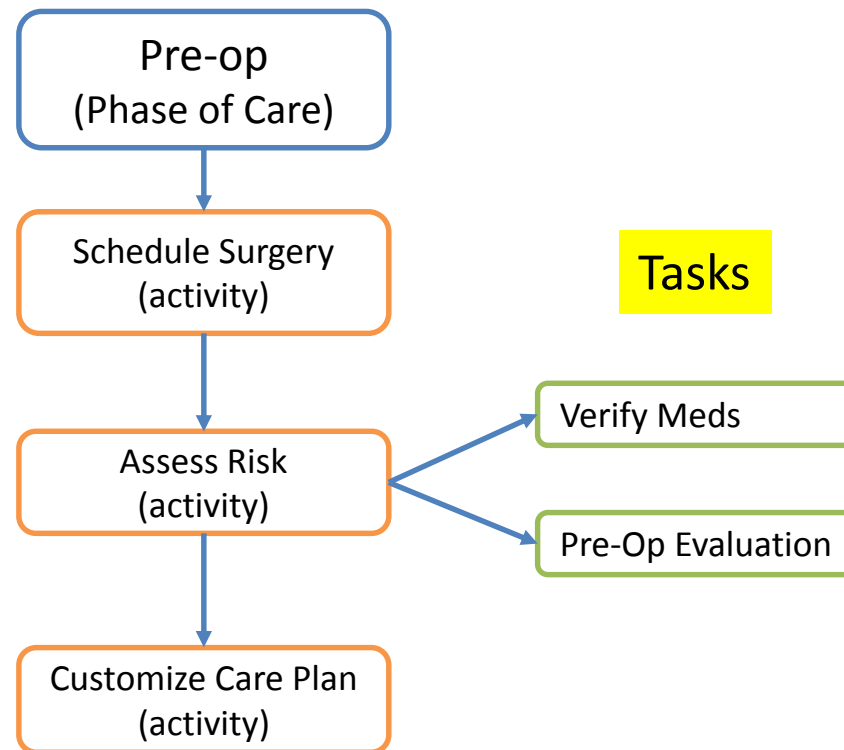 Pre-op
(Phase of Care)
Schedule Surgery
(activity)
Tasks
Assess Risk
(activity)
Verify Meds
Pre-Op Evaluation
Customize Care Plan
(activity)